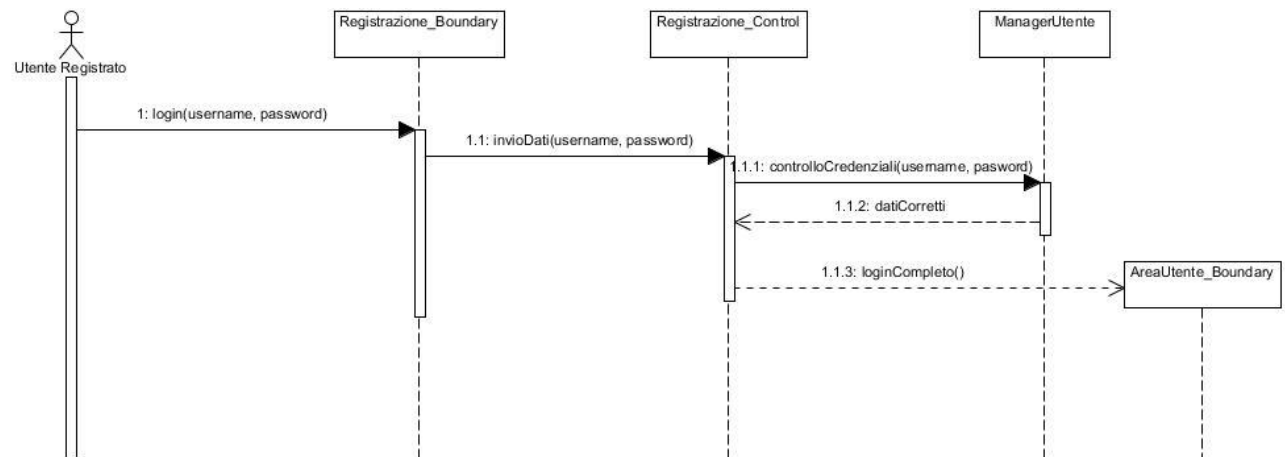 Registrazione_Boundary
Registrazione_Control
ManagerUtente
Utente Registrato
1: login(username, password)
1.1: invioDati(username, password)
1.1.1: controlloCredenziali(username, pasword)
1.1.2: datiCorretti
1.1.3: loginCompleto()
AreaUtente_Boundary